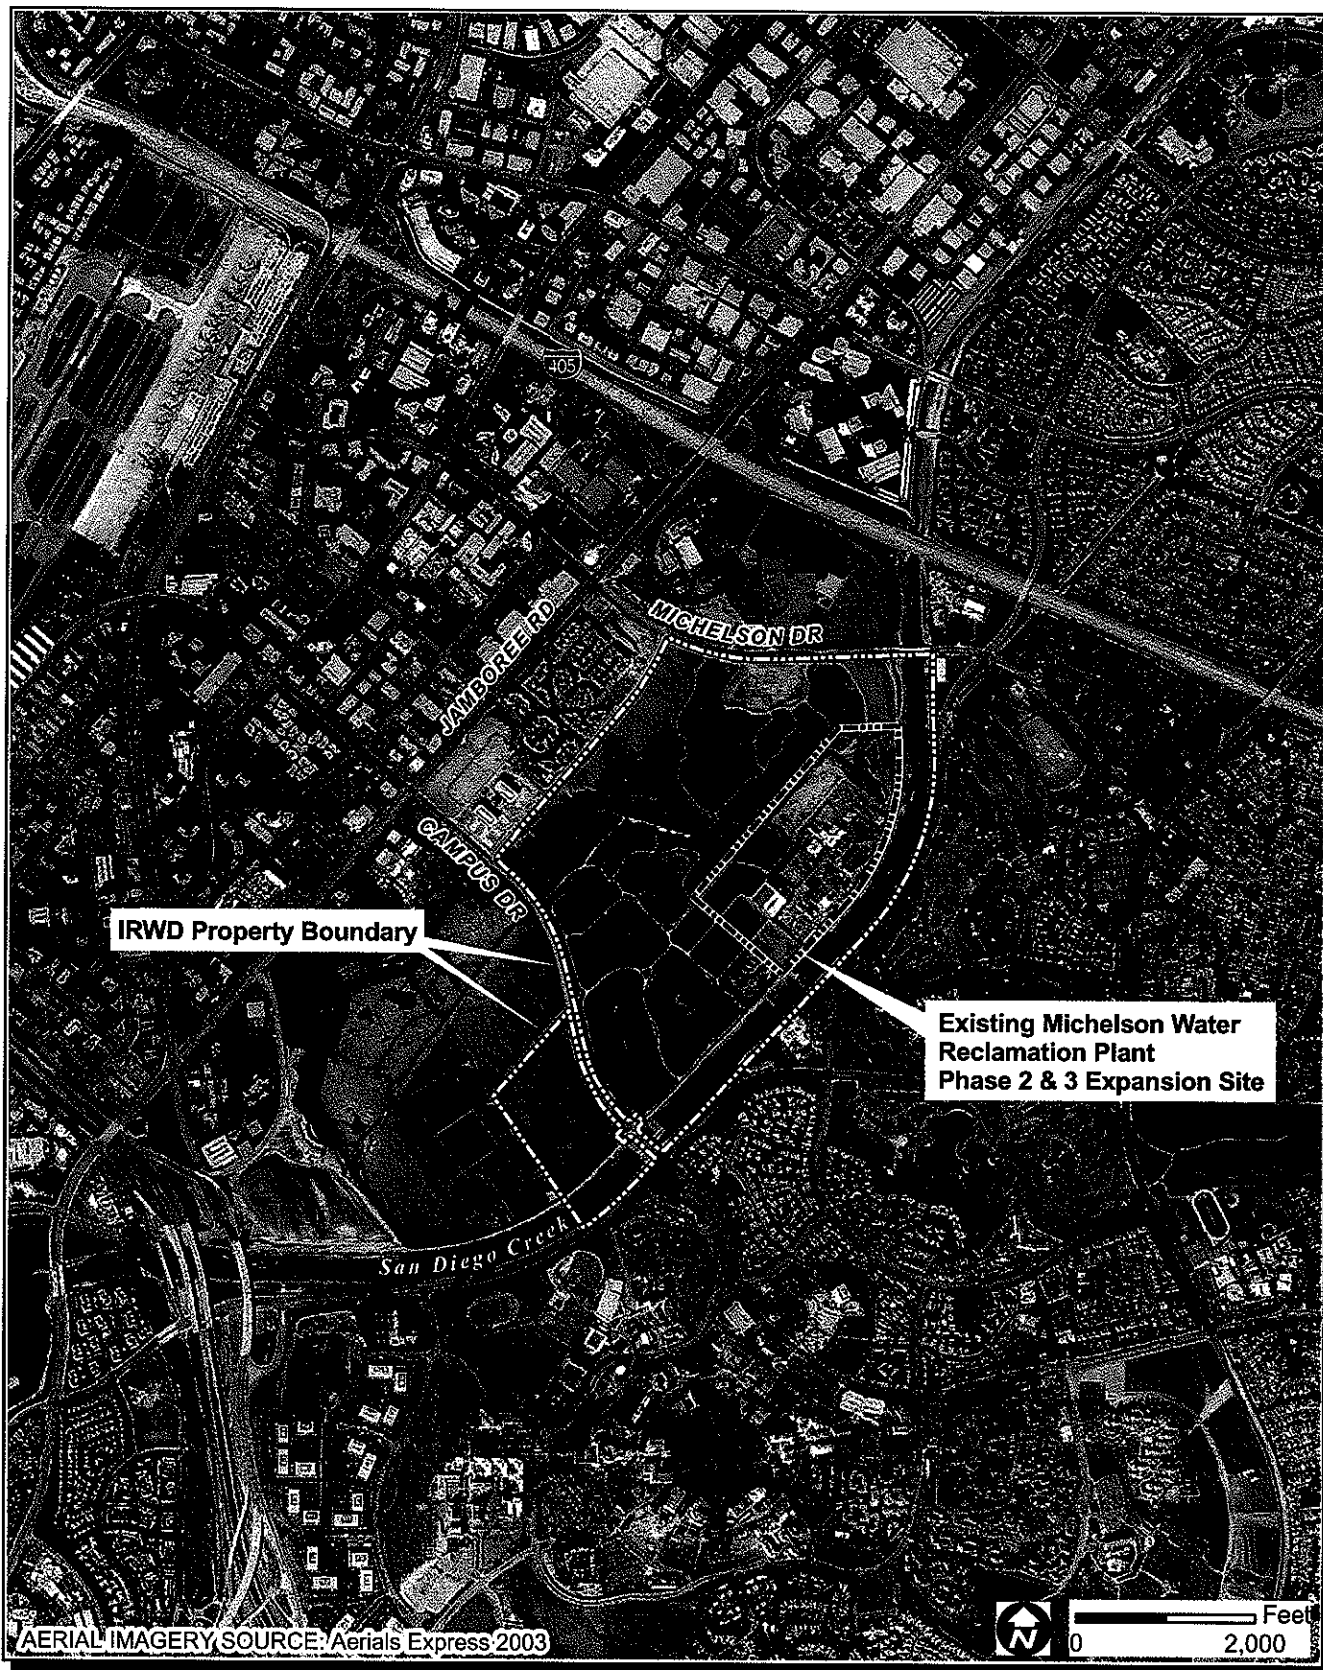 405
MICHELSON DR
JAMBOREE RD
CAMPUS DR
IRWD Property Boundary
Existing Michelson Water
Reclamation Plant
Phase 2 & 3 Expansion Site
San Diego Creek
AERIAL IMAGERY SOURCE: Aerials Express 2003
N
Feet
0 2,000